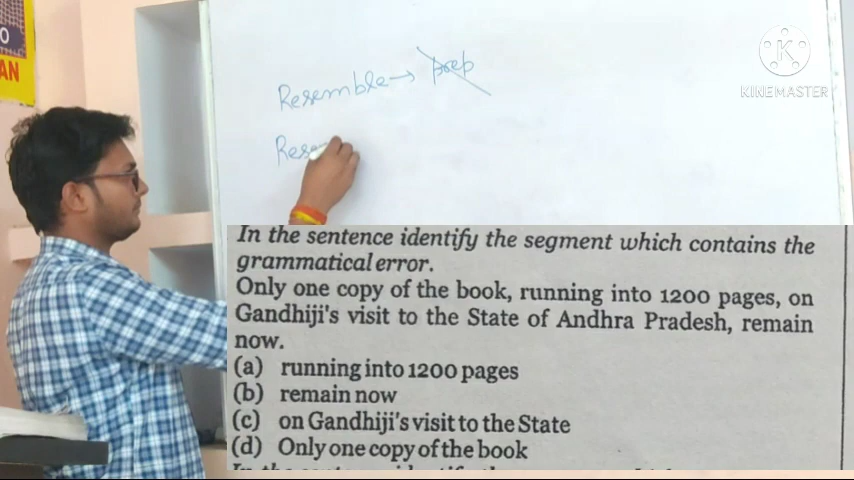 O
AN
Resemble → prep
Rese
KINEMASTER
In the sentence identify the segment which contains the
grammatical error.
Only one copy of the book, running into 1200 pages, on
Gandhiji's visit to the State of Andhra Pradesh, remain
now.
(a) running into 1200 pages
(b) remain now
(c) on Gandhiji's visit to the State
(d) Only one copy of the book